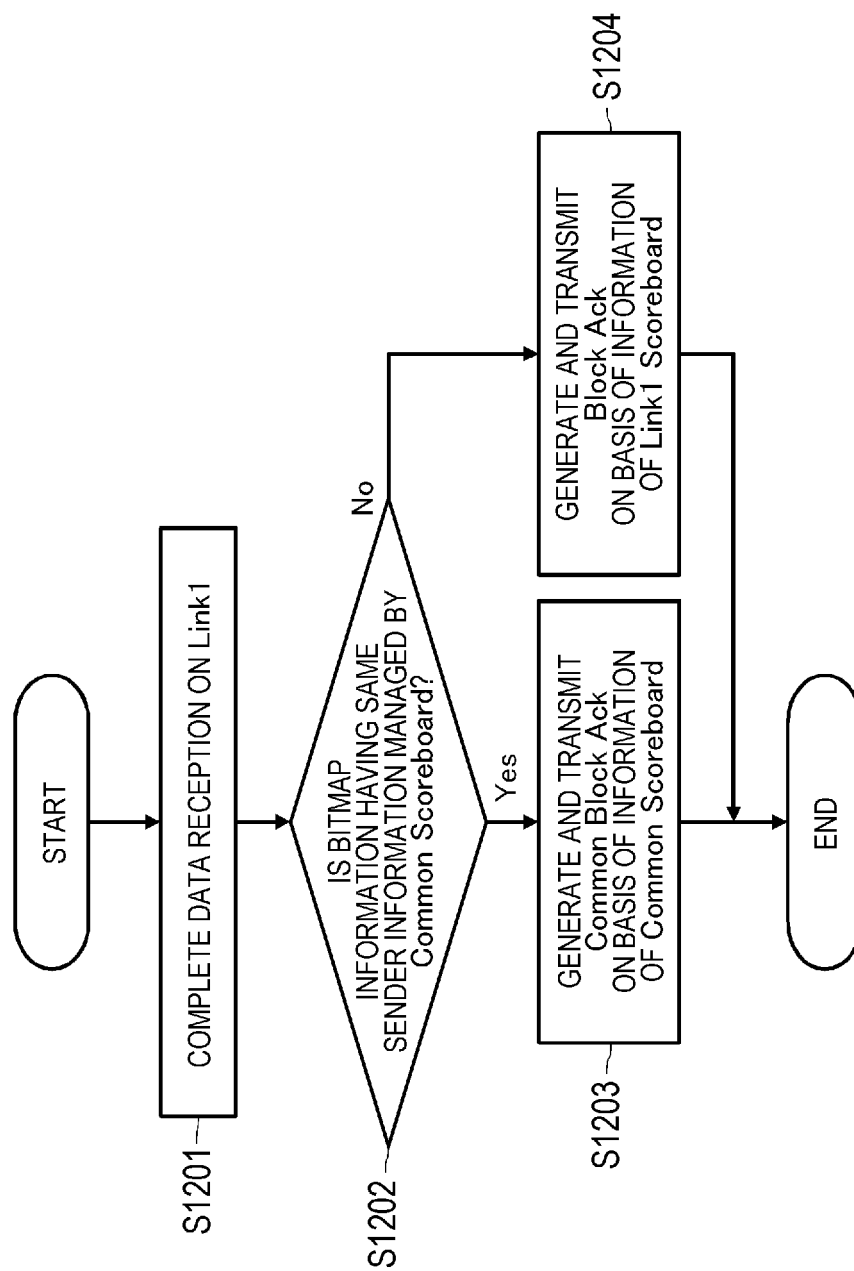 START
COMPLETE DATA RECEPTION ON Link1
S1201
IS BITMAP
INFORMATION HAVING SAME
SENDER INFORMATION MANAGED BY
Common Scoreboard?
S1202
No
Yes
GENERATE AND TRANSMIT
Common Block Ack
ON BASIS OF INFORMATION
OF Common Scoreboard
S1203
GENERATE AND TRANSMIT
Block Ack
ON BASIS OF INFORMATION
OF Link1 Scoreboard
S1204
END